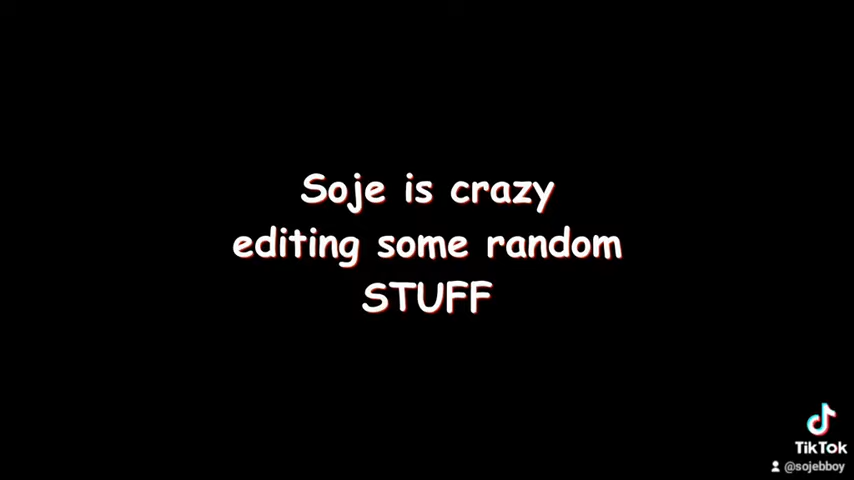 Soje is crazy
editing some random
STUFF
TikTok
@sojebboy